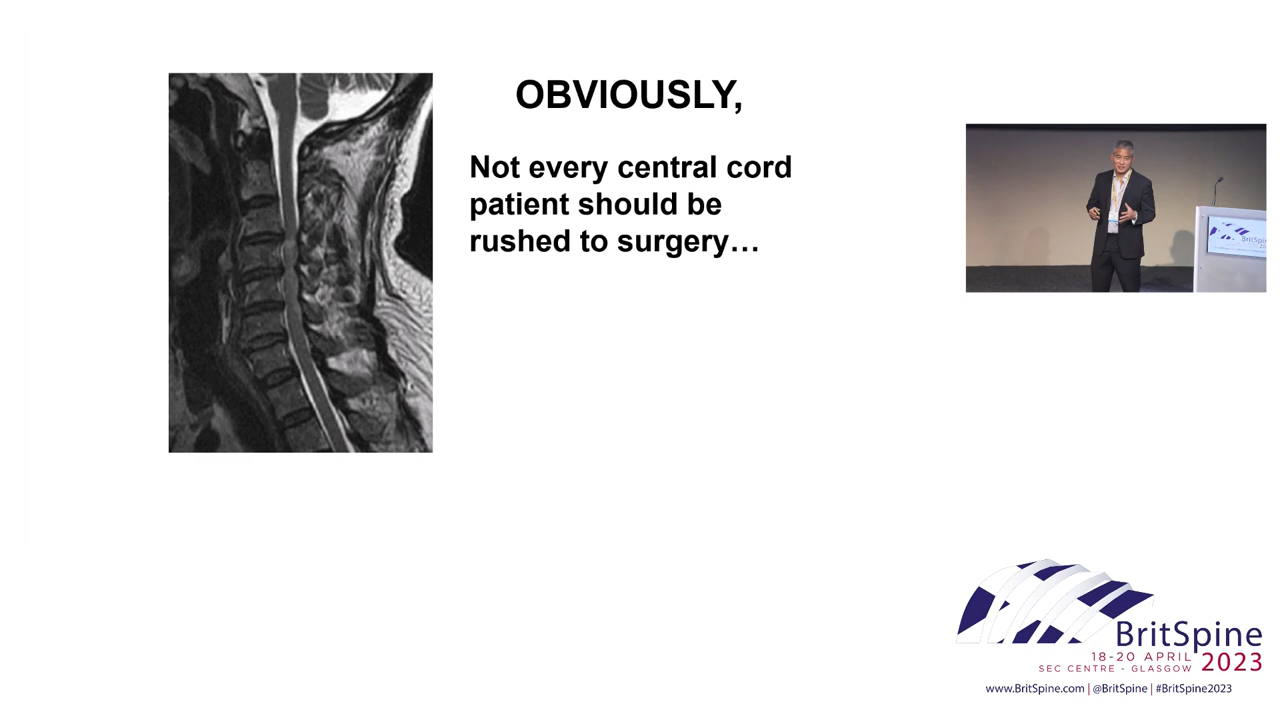 OBVIOUSLY,
Not every central cord
patient should be
rushed to surgery…
BritSpine
18-20 APRIL 2023
SEC CENTRE - GLASGOW
www.BritSpine.com | @BritSpine | #BritSpine2023